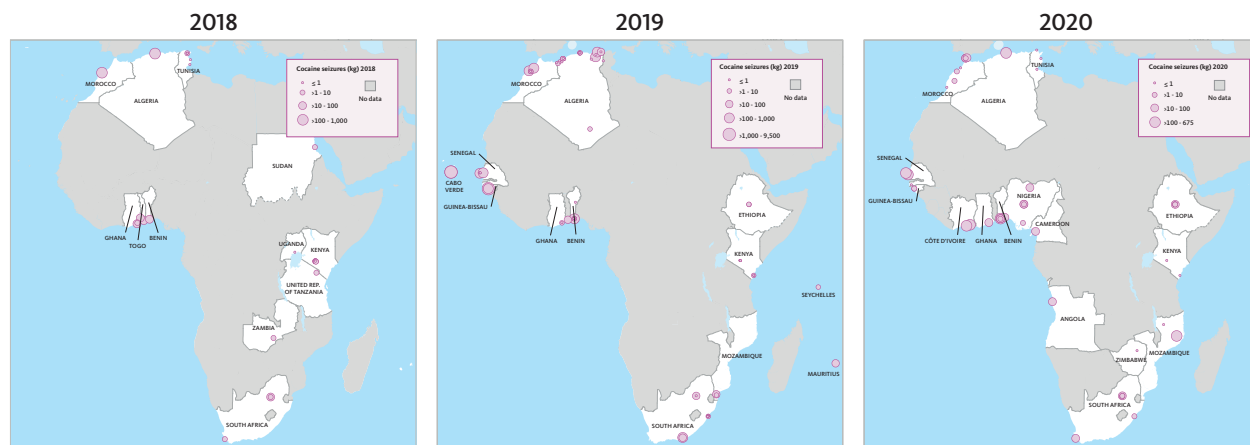 2018
MOROCCO
TUNISIA
ALGERIA
Cocaine seizures (kg) 2018
≤ 1
>1 - 10
>10 - 100
>100 - 1,000
No data
SUDAN
GHANA
TOGO
BENIN
UGANDA
KENYA
UNITED REP.
OF TANZANIA
ZAMBIA
SOUTH AFRICA
2019
MOROCCO
ALGERIA
Cocaine seizures (kg) 2019
≤ 1
>1 - 10
>10 - 100
>100 - 1,000
>1,000 - 9,500
No data
SENEGAL
CABO
VERDE
GUINEA-BISSAU
GHANA
BENIN
ETHIOPIA
KENYA
SEYCHELLES
MOZAMBIQUE
MAURITIUS
SOUTH AFRICA
2020
TUNISIA
MOROCCO
ALGERIA
Cocaine seizures (kg) 2020
≤ 1
>1 - 10
>10 - 100
>100 - 675
No data
SENEGAL
GUINEA-BISSAU
NIGERIA
CÔTE D'IVOIRE
GHANA
BENIN
CAMEROON
ETHIOPIA
KENYA
ANGOLA
ZIMBABWE
MOZAMBIQUE
SOUTH AFRICA